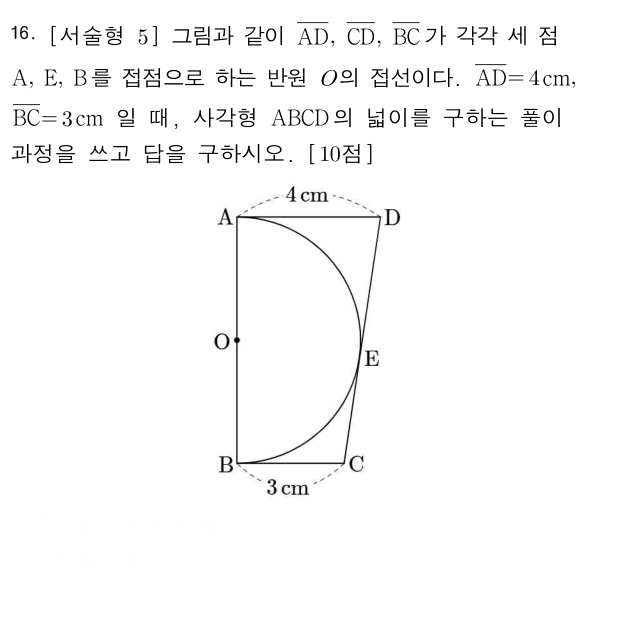 16. [서술형 5] 그림과 같이 AD, CD, BC가 각각 세 점
A, E, B를 접점으로 하는 반원 O의 접선이다. AD=4cm,
BC=3cm 일 때, 사각형 ABCD의 넓이를 구하는 풀이
과정을 쓰고 답을 구하시오. [10점]
4cm
A D
O
E
B C
3cm